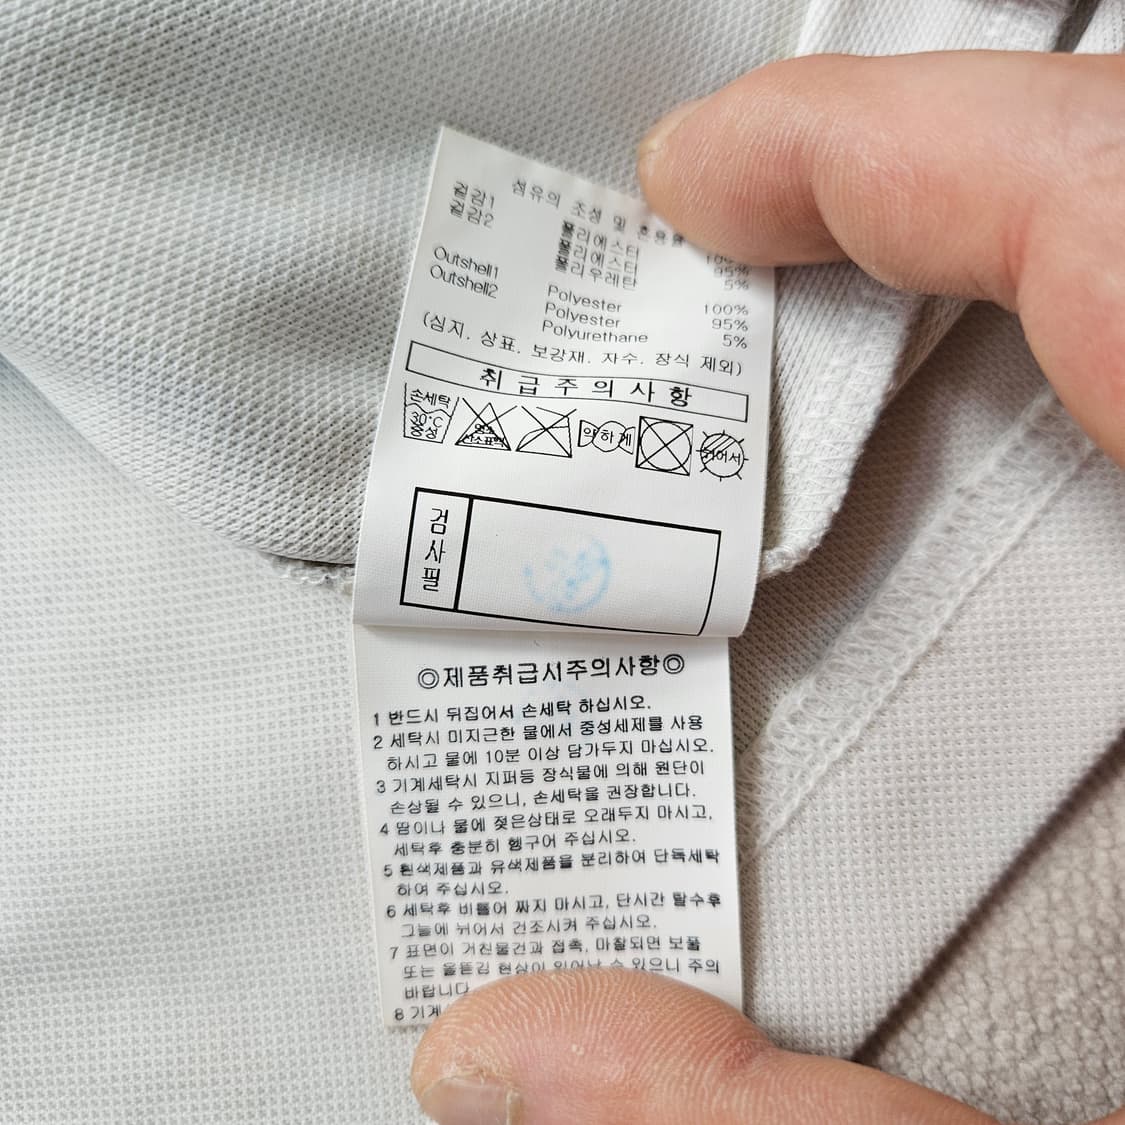 섬유의 조성 및 혼용율
겉감1 폴리에스터 100%
겉감2 폴리에스터 95%
폴리우레탄 5%
Outshell1 Polyester 100%
Outshell2 Polyester 95%
Polyurethane 5%
(심지, 상표, 보강재, 자수, 장식 제외)
취급주의사항
손세탁 30°C 중성 염소 산소표백 약하게 뉘어서
검사필
◎제품취급시주의사항◎
1 반드시 뒤집어서 손세탁 하십시오.
2 세탁시 미지근한 물에서 중성세제를 사용
하시고 물에 10분 이상 담가두지 마십시오.
3 기계세탁시 지퍼등 장식물에 의해 원단이
손상될 수 있으니, 손세탁을 권장합니다.
4 땀이나 물에 젖은상태로 오래두지 마시고,
세탁후 충분히 헹구어 주십시오.
5 흰색제품과 유색제품을 분리하여 단독세탁
하여 주십시오.
6 세탁후 비틀어 짜지 마시고, 단시간 탈수후
그늘에 뉘어서 건조시켜 주십시오.
7 표면이 거친물건과 접촉, 마찰되면 보풀
또는 올뜯김 현상이 일어날 수 있으니 주의
바랍니다
8 기계